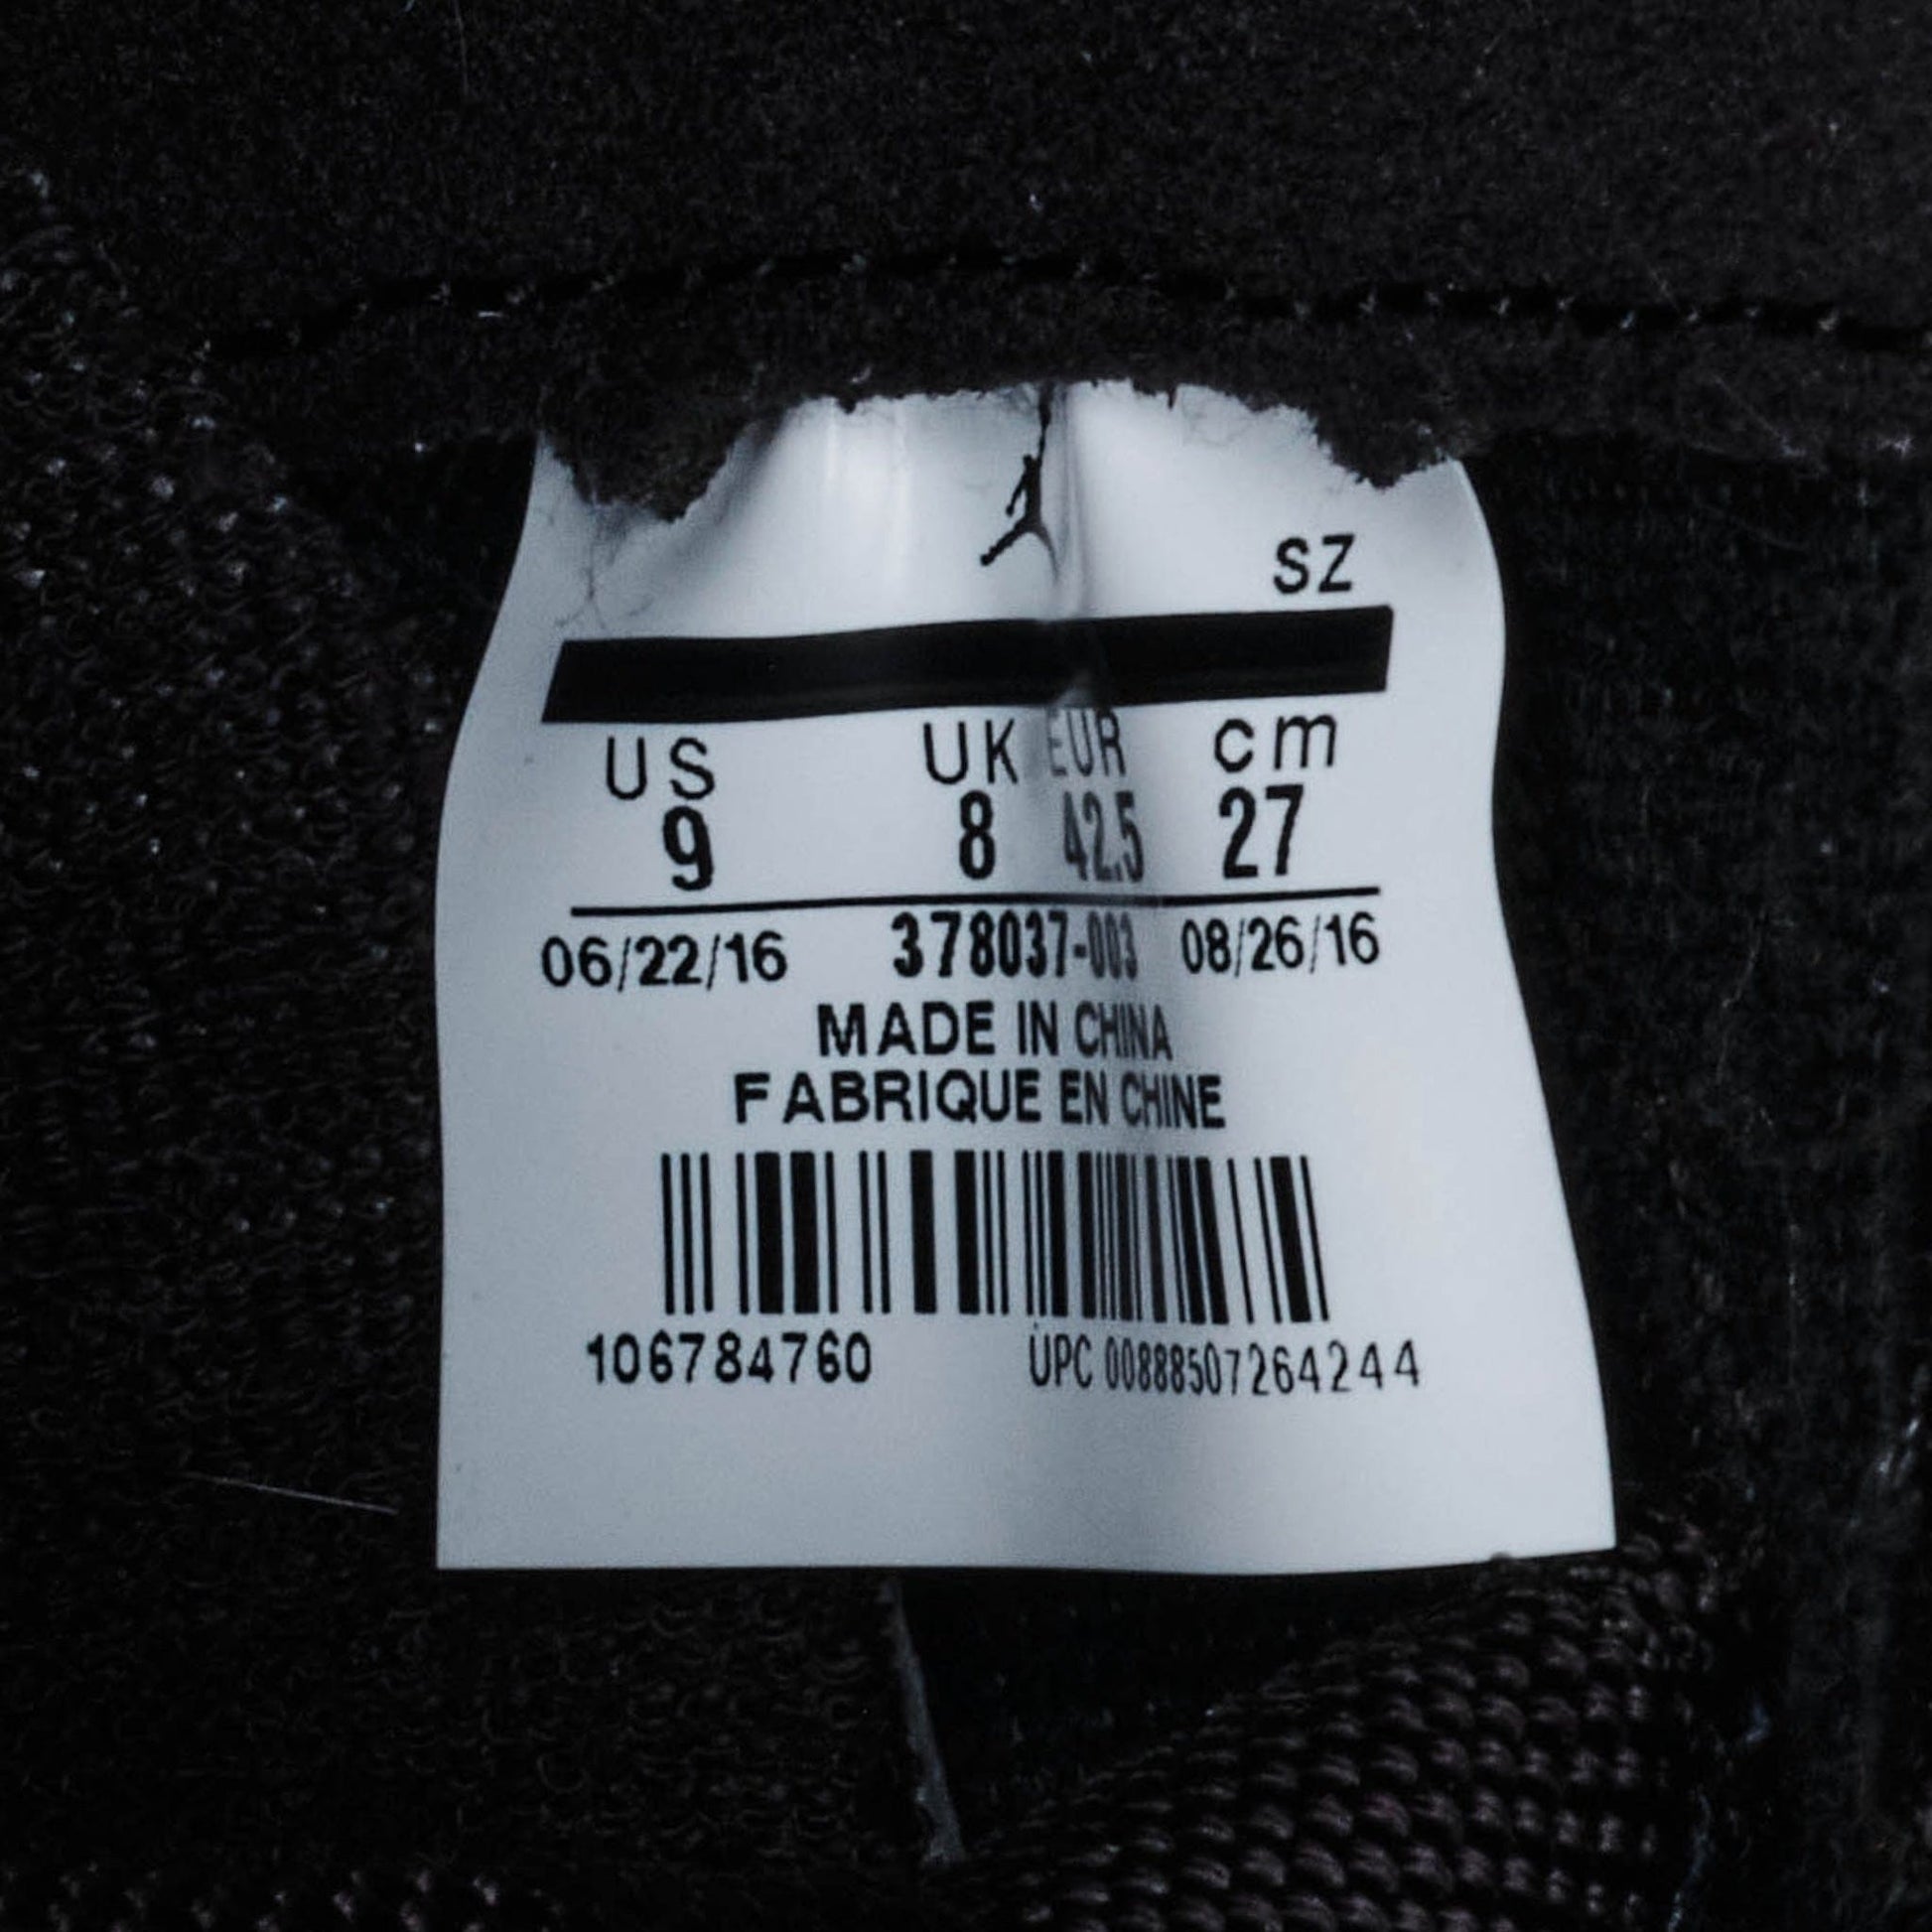 SZ
US UK EUR cm
9 8 42.5 27
06/22/16 378037-003 08/26/16
MADE IN CHINA
FABRIQUE EN CHINE
106784760 UPC 00888507264244